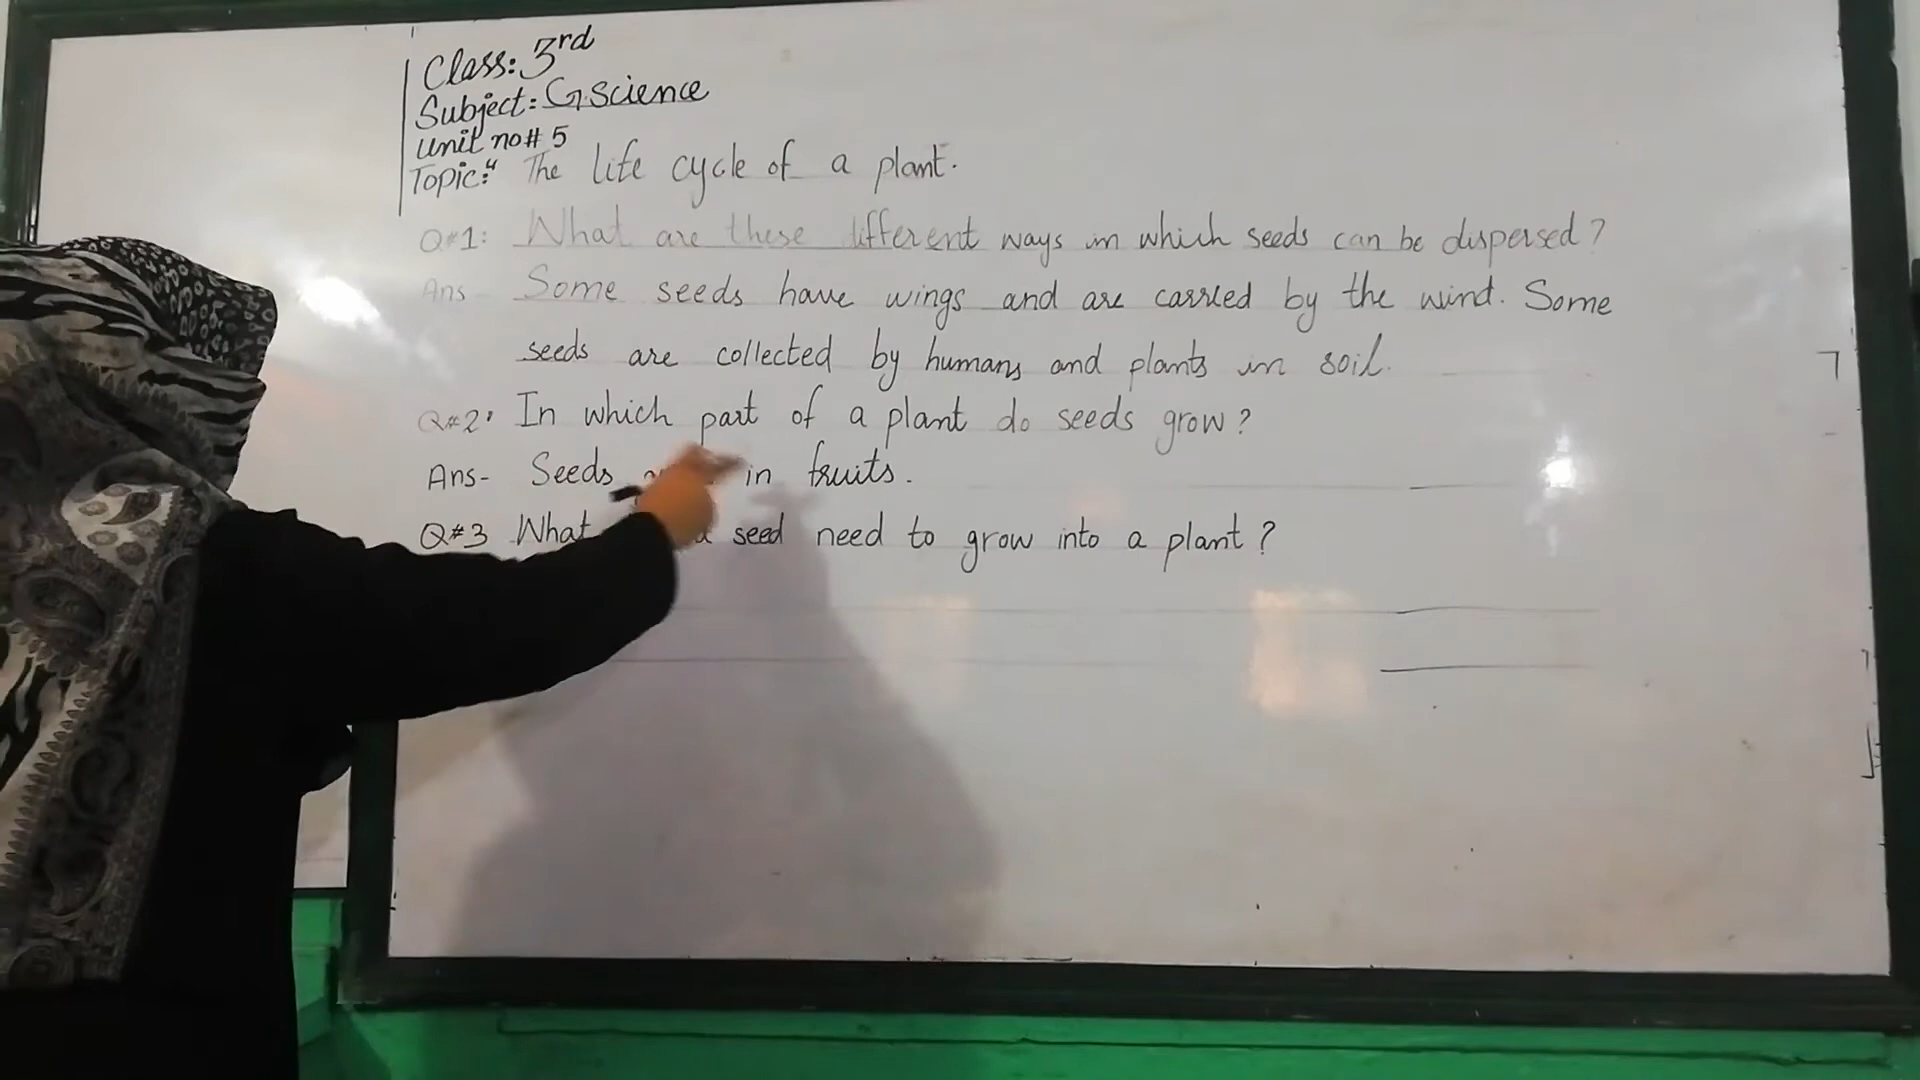 Class: 3rd
Subject: G.Science
Unit no# 5
Topic:" The life cycle of a plant.
Q#1: What are these different ways in which seeds can be dispersed?
Ans- Some seeds have wings and are carried by the wind. Some
seeds are collected by humans and plants in soil.
Q#2: In which part of a plant do seeds grow?
Ans- Seeds in fruits.
Q#3 What a seed need to grow into a plant?